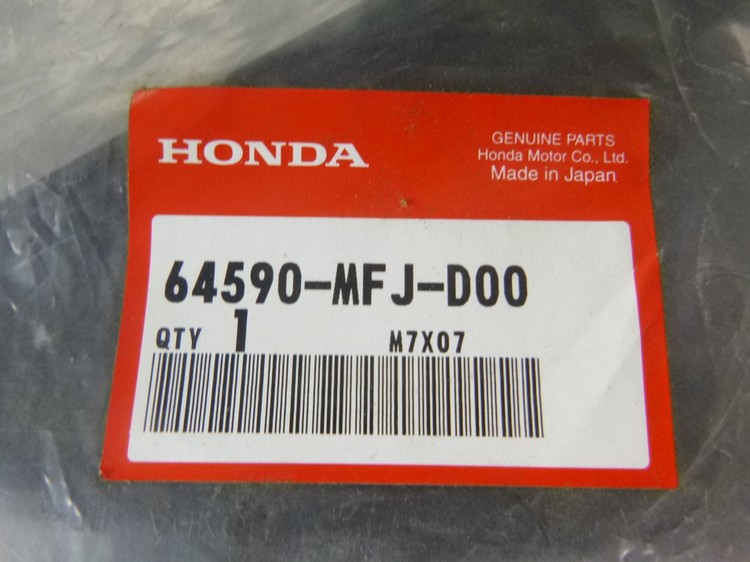 HONDA
GENUINE PARTS
Honda Motor Co., Ltd.
Made in Japan
64590-MFJ-D00
QTY 1 M7X07